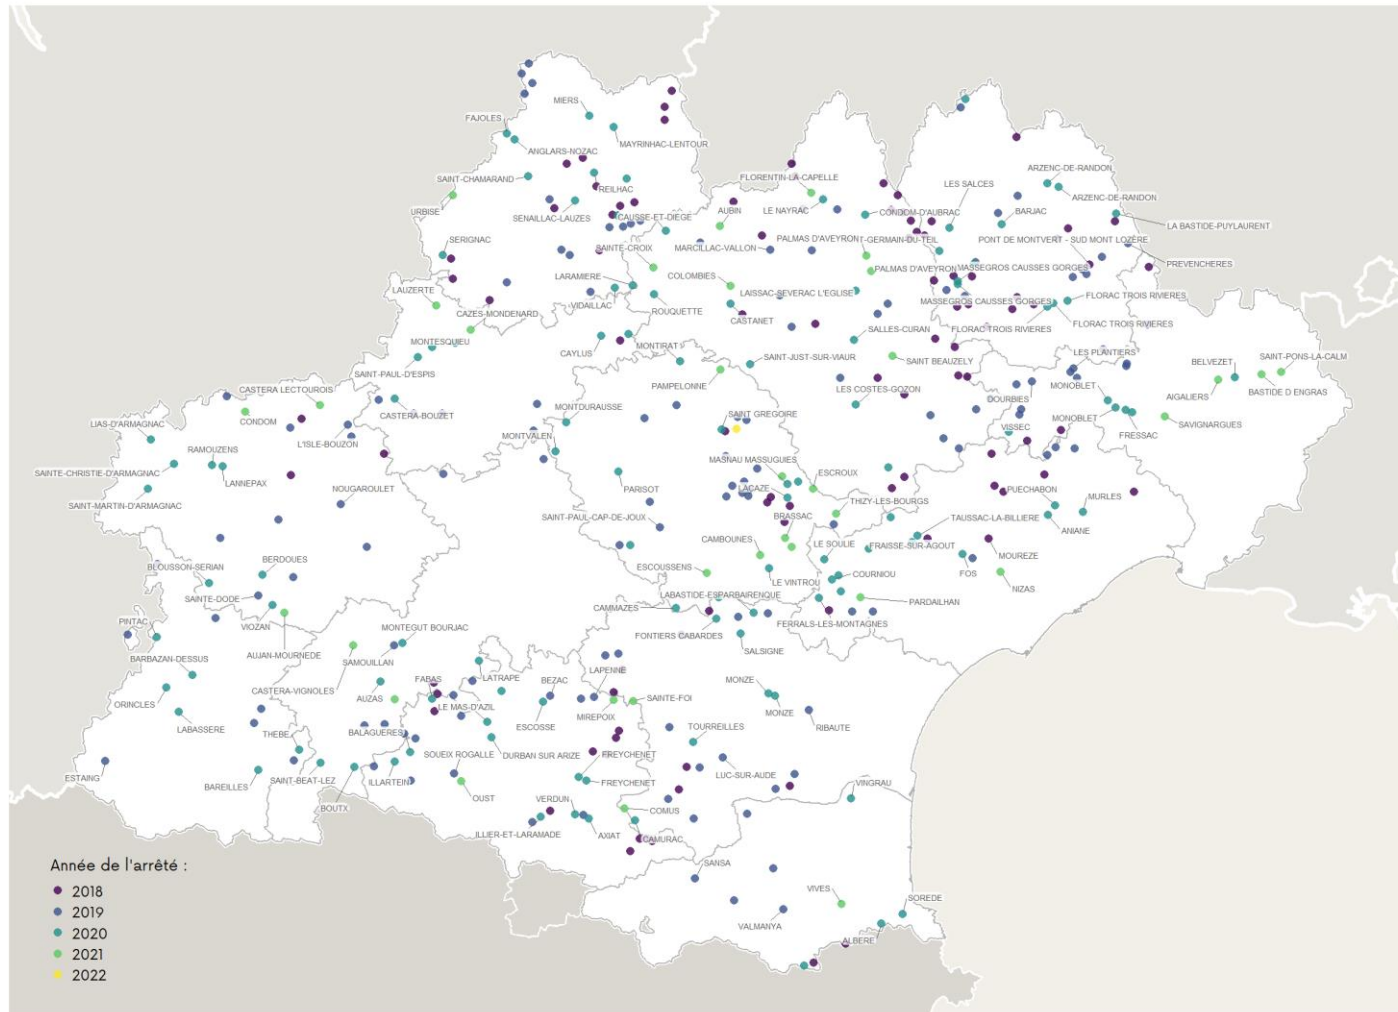 MIERS
FAJOLES
ANGLARS-NOZAC
MAYRINHAC-LENTOUR
SAINT-CHAMARAND
REILHAC
FLORENTIN-LA-CAPELLE
LES SALCES
ARZENC-DE-RANDON
ARZENC-DE-RANDON
URBISE
SENAILLAC-LAUZES
CAUSSE-ET-DIEGE
AUBIN
LE NAYRAC
CONDOM-D'AUBRAC
BARJAC
LA BASTIDE-PUYLAURENT
SERIGNAC
SAINTE-CROIX
MARCILLAC-VALLON
PALMAS D'AVEYRON
-GERMAIN-DU-TEIL
PONT DE MONTVERT - SUD MONT LOZÈRE
PREVENCHERES
LARAMIERE
COLOMBIES
PALMAS D'AVEYRON
MASSEGROS CAUSSES GORGES
LAUZERTE
VIDAILLAC
LAISSAC-SEVERAC L'EGLISE
MASSEGROS CAUSSES GORGES
FLORAC TROIS RIVIERES
CAZES-MONDENARD
ROUQUETTE
CASTANET
SALLES-CURAN
FLORAC TROIS RIVIERES
FLORAC TROIS RIVIERES
MONTESQUIEU
CAYLUS
MONTIRAT
SAINT-JUST-SUR-VIAUR
SAINT BEAUZELY
LES PLANTIERS
BELVEZET
SAINT-PONS-LA-CALM
SAINT-PAUL-D'ESPIS
PAMPELONNE
LES COSTES-GOZON
DOURBIES
MONOBLET
AIGALIERS
BASTIDE D ENGRAS
CASTERA LECTOUROIS
CONDOM
CASTERA-BOUZET
MONTDURAUSSE
SAINT GREGOIRE
VISSEC
MONOBLET
FRESSAC
SAVIGNARGUES
LIAS-D'ARMAGNAC
L'ISLE-BOUZON
MONTVALEN
RAMOUZENS
SAINTE-CHRISTIE-D'ARMAGNAC
LANNEPAX
MASNAU MASSUGUIES
ESCROUX
NOUGAROULET
PARISOT
LACAZE
THIZY-LES-BOURGS
PUECHABON
MURLES
SAINT-MARTIN-D'ARMAGNAC
SAINT-PAUL-CAP-DE-JOUX
BRASSAC
TAUSSAC-LA-BILLIERE
ANIANE
CAMBOUNES
LE SOULIE
FRAISSE-SUR-AGOUT
MOUREZE
BERDOUES
BLOUSSON-SERIAN
ESCOUSSENS
LE VINTROU
COURNIOU
FOS
NIZAS
SAINTE-DODE
LABASTIDE-ESPARBAIRENQUE
PARDAILHAN
CAMMAZES
PINTAC
VIOZAN
MONTEGUT BOURJAC
FONTIERS CABARDES
FERRALS-LES-MONTAGNES
AUJAN-MOURNEDE
SAMOUILLAN
SALSIGNE
BARBAZAN-DESSUS
LAPENNE
CASTERA-VIGNOLES
FABAS
LATRAPE
BEZAC
MONZE
ORINCLES
AUZAS
LE MAS-D'AZIL
SAINTE-FOI
ESCOSSE
MIREPOIX
MONZE
LABASSERE
TOURREILLES
RIBAUTE
THEBE
BALAGUERES
SOUEIX ROGALLE
DURBAN SUR ARIZE
FREYCHENET
ESTAING
BAREILLES
SAINT-BEAT-LEZ
ILLARTEIN
FREYCHENET
LUC-SUR-AUDE
VINGRAU
OUST
BOUTX
VERDUN
COMUS
ILLIER-ET-LARAMADE
AXIAT
CAMURAC
SANSA
VIVES
SOREDE
VALMANYA
ALBERE
Année de l'arrêté :
2018
2019
2020
2021
2022